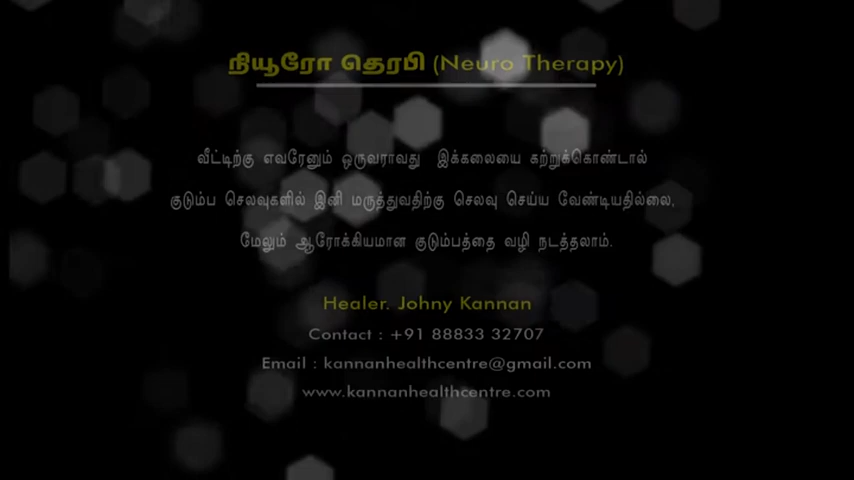 நியூரோ தெரபி (Neuro Therapy)
வீட்டிற்கு எவரேனும் ஒருவராவது இக்கலையை கற்றுக்கொண்டால்
குடும்ப செலவுகளில் இனி மருத்துவதிற்கு செலவு செய்ய வேண்டியதில்லை,
மேலும் ஆரோக்கியமான குடும்பத்தை வழி நடத்தலாம்.
Healer. Johny Kannan
Contact : +91 88833 32707
Email : kannanhealthcentre@gmail.com
www.kannanhealthcentre.com